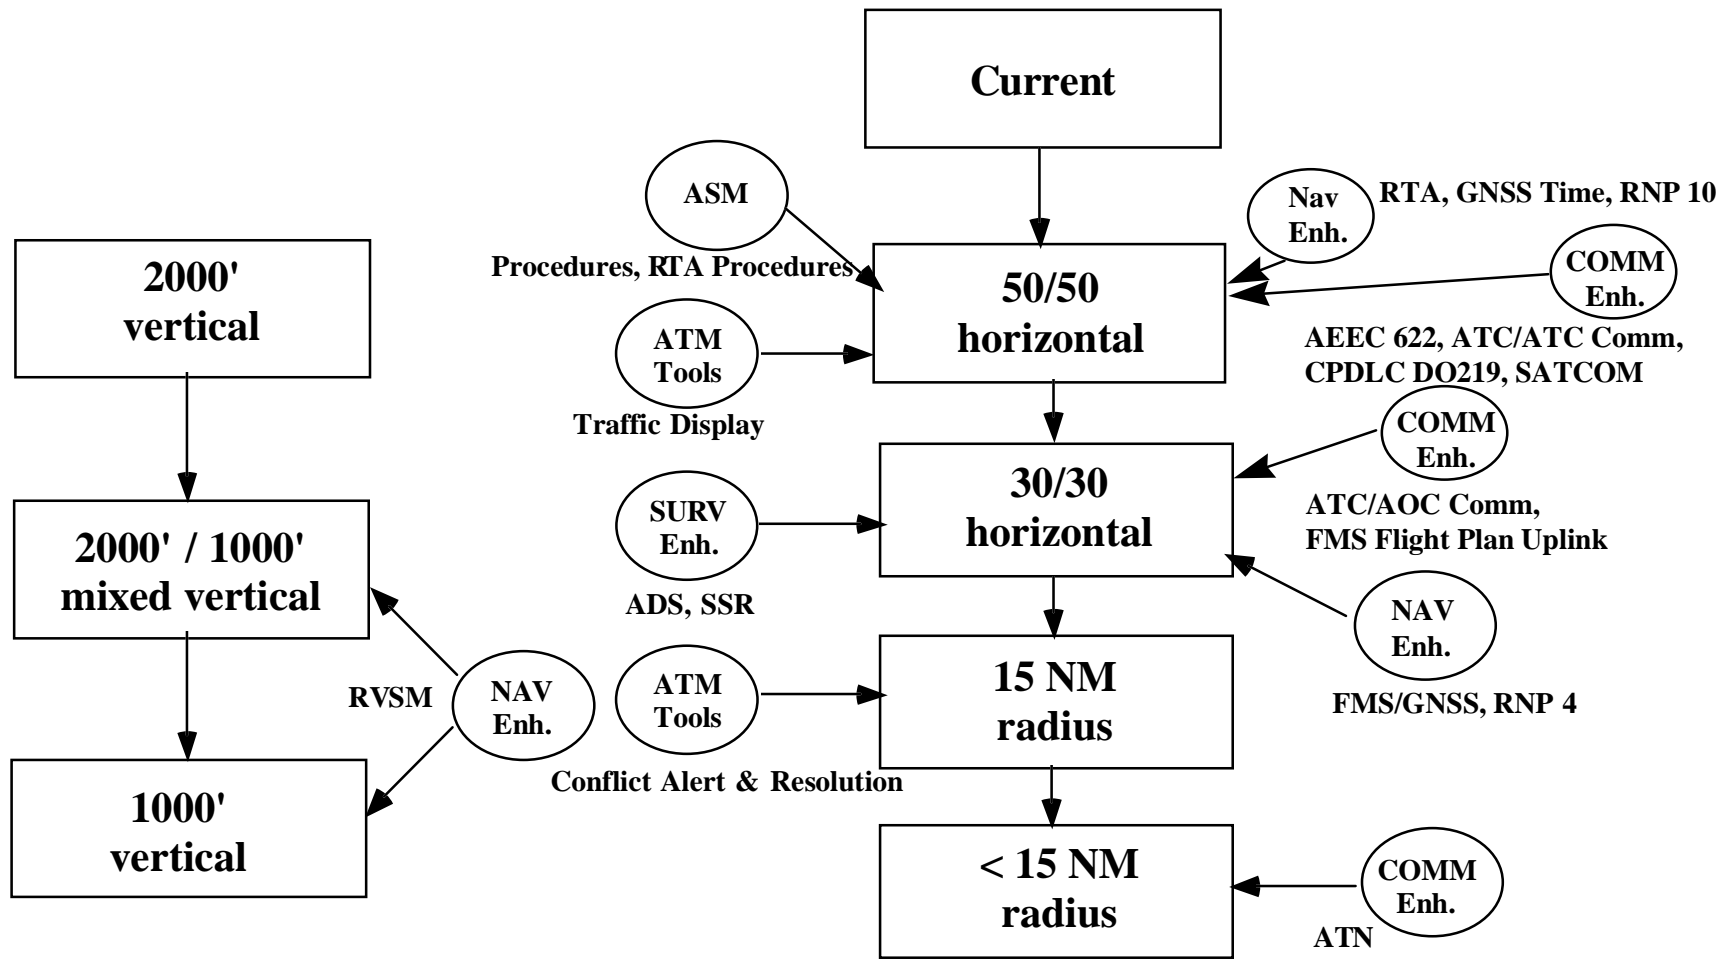 Current
ASM
Procedures, RTA Procedures
Nav
Enh.
RTA, GNSS Time, RNP 10
COMM
Enh.
AEEC 622, ATC/ATC Comm,
CPDLC DO219, SATCOM
2000'
vertical
50/50
horizontal
ATM
Tools
Traffic Display
COMM
Enh.
ATC/AOC Comm,
FMS Flight Plan Uplink
2000' / 1000'
mixed vertical
SURV
Enh.
ADS, SSR
30/30
horizontal
NAV
Enh.
FMS/GNSS, RNP 4
RVSM
NAV
Enh.
ATM
Tools
Conflict Alert & Resolution
15 NM
radius
1000'
vertical
< 15 NM
radius
COMM
Enh.
ATN